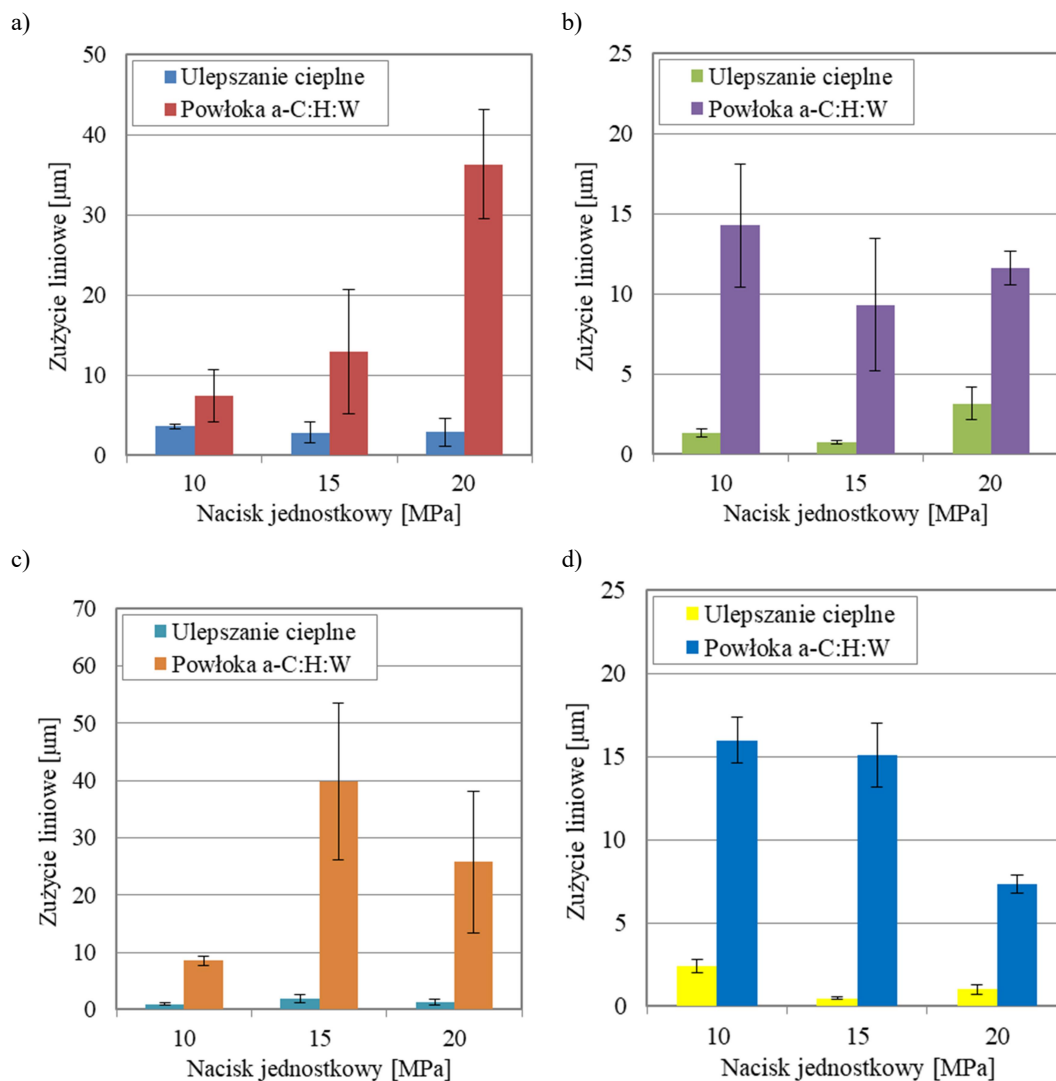 a)
50
40
30
20
10
0
Zużycie liniowe [µm]
Ulepszanie cieplne
Powłoka a-C:H:W
10 15 20
Nacisk jednostkowy [MPa]
b)
25
20
15
10
5
0
Zużycie liniowe [µm]
Ulepszanie cieplne
Powłoka a-C:H:W
10 15 20
Nacisk jednostkowy [MPa]
c)
70
60
50
40
30
20
10
0
Zużycie liniowe [µm]
Ulepszanie cieplne
Powłoka a-C:H:W
10 15 20
Nacisk jednostkowy [MPa]
d)
25
20
15
10
5
0
Zużycie liniowe [µm]
Ulepszanie cieplne
Powłoka a-C:H:W
10 15 20
Nacisk jednostkowy [MPa]